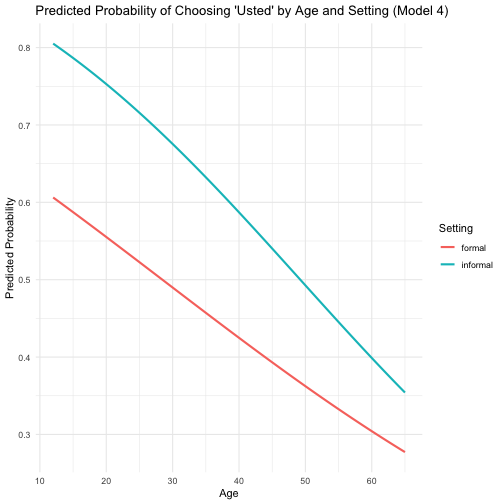 Predicted Probability of Choosing 'Usted' by Age and Setting (Model 4)
Predicted Probability
0.8
0.7
0.6
0.5
0.4
0.3
10 20 30 40 50 60
Age
Setting
formal
informal